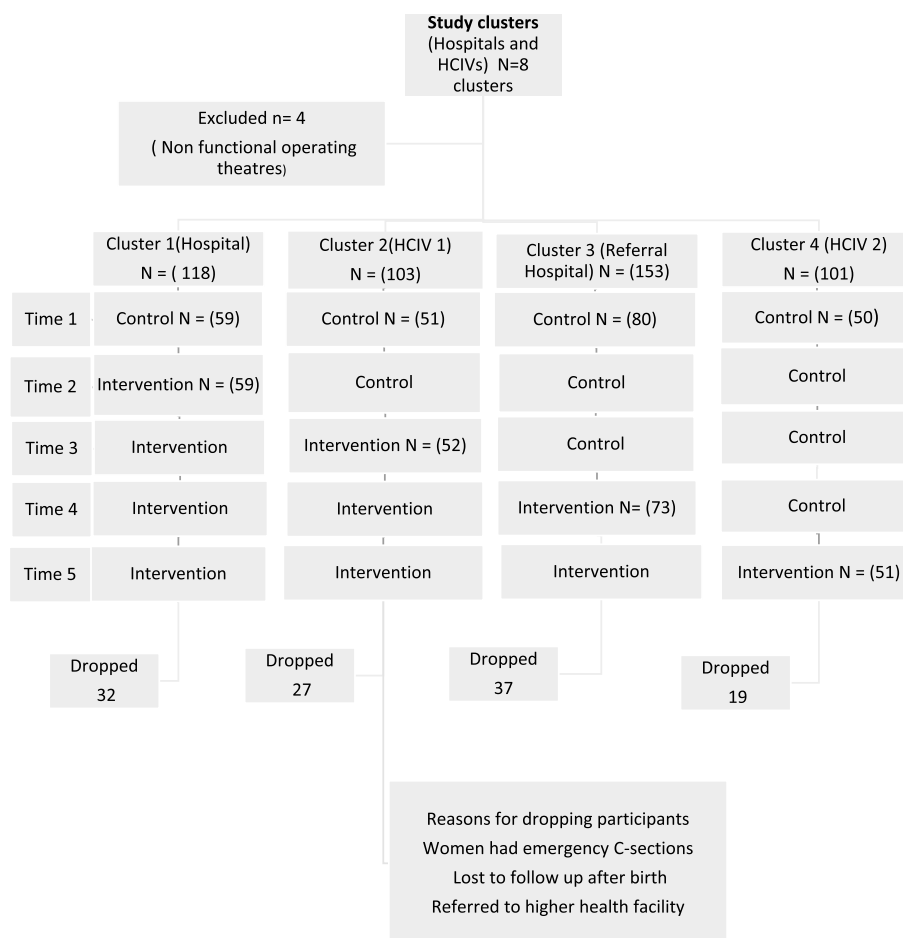 Study clusters
(Hospitals and
HCIVs) N=8
clusters
Excluded n= 4
( Non functional operating
theatres)
Cluster 1(Hospital)
N = ( 118)
Cluster 2(HCIV 1)
N = (103)
Cluster 3 (Referral
Hospital) N = (153)
Cluster 4 (HCIV 2)
N = (101)
Time 1
Control N = (59)
Control N = (51)
Control N = (80)
Control N = (50)
Time 2
Intervention N = (59)
Control
Control
Control
Time 3
Intervention
Intervention N = (52)
Control
Control
Time 4
Intervention
Intervention
Intervention N= (73)
Control
Time 5
Intervention
Intervention
Intervention
Intervention N = (51)
Dropped
32
Dropped
27
Dropped
37
Dropped
19
Reasons for dropping participants
Women had emergency C-sections
Lost to follow up after birth
Referred to higher health facility